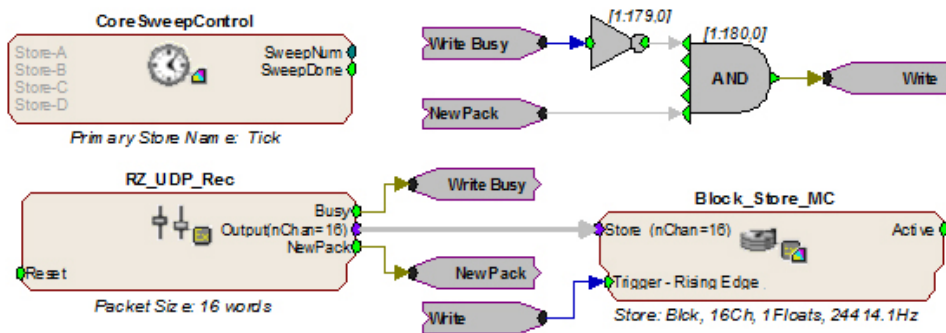 CoreSweepControl
Store-A
Store-B
Store-C
Store-D
SweepNum
SweepDone
Primary Store Name: Tick
[1:179,0]
[1:180,0]
Write Busy
NewPack
AND
Write
RZ_UDP_Rec
Busy
Output(nChan=16)
NewPack
Reset
Packet Size: 16 words
Write Busy
NewPack
Write
Block_Store_MC
Store (nChan=16)
Active
Trigger - Rising Edge
Store: Blck, 16Ch, 1Floats, 24414.1Hz